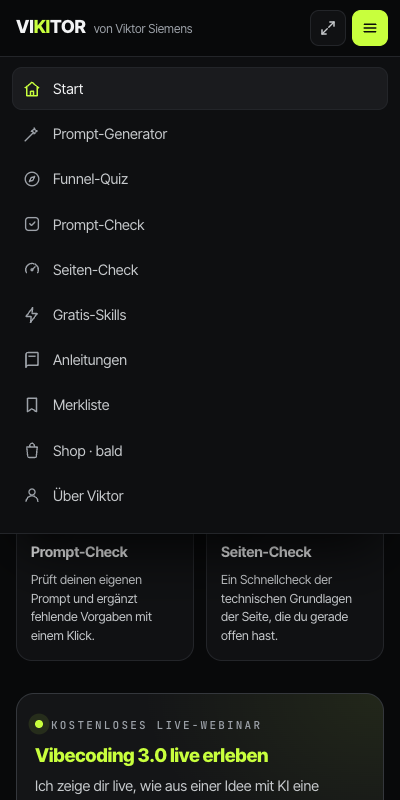 VIKITOR von Viktor Siemens
Start
Prompt-Generator
Funnel-Quiz
Prompt-Check
Seiten-Check
Gratis-Skills
Anleitungen
Merkliste
Shop · bald
Über Viktor
Prompt-Check
Prüft deinen eigenen
Prompt und ergänzt
fehlende Vorgaben mit
einem Klick.
Seiten-Check
Ein Schnellcheck der
technischen Grundlagen
der Seite, die du gerade
offen hast.
KOSTENLOSES LIVE-WEBINAR
Vibecoding 3.0 live erleben
Ich zeige dir live, wie aus einer Idee mit KI eine